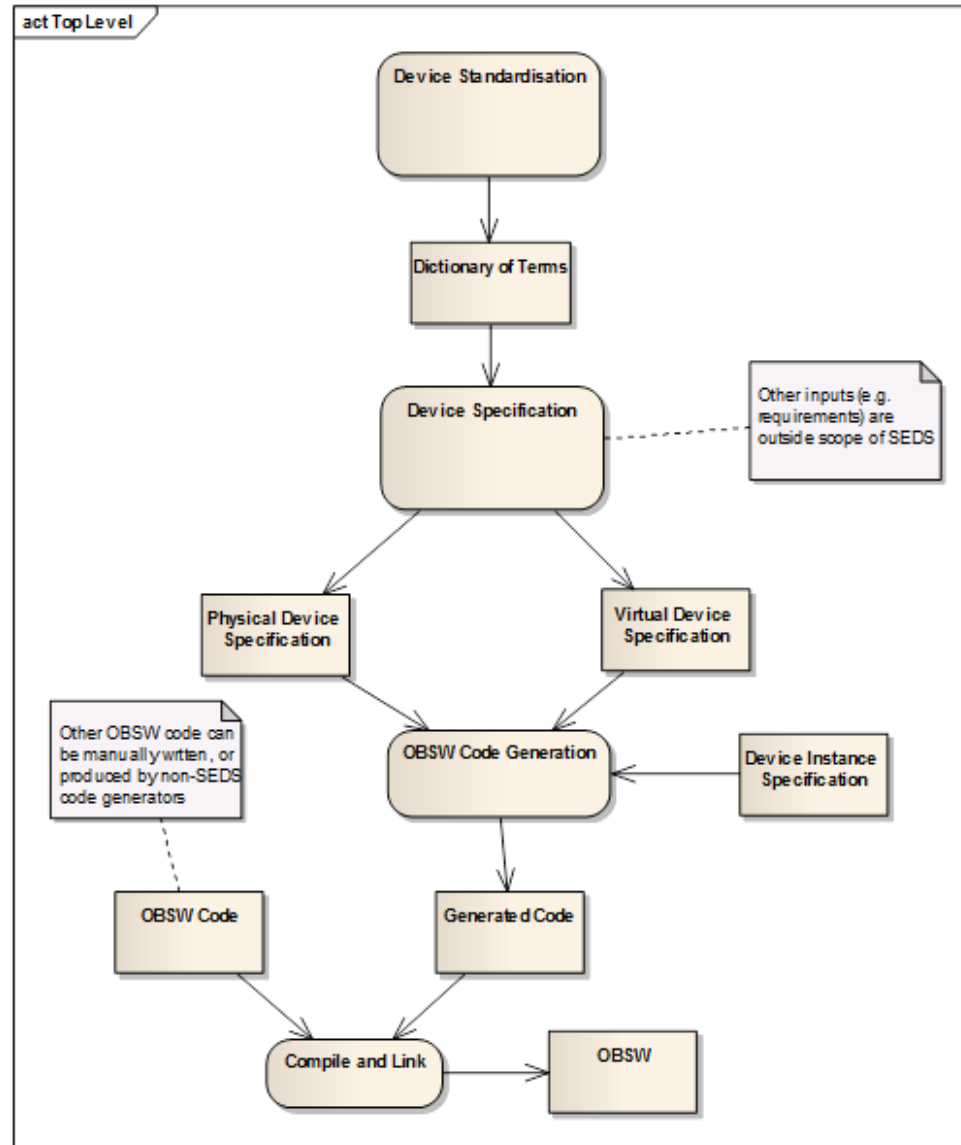 act Top Level
Device Standardisation
Dictionary of Terms
Device Specification
Other inputs (e.g.
requirements) are
outside scope of SEDS
Physical Device
Specification
Virtual Device
Specification
Other OBSW code can
be manually wrtten, or
produced by non-SEDS
code generators
OBSW Code Generation
Device Instance
Specification
OBSW Code
Generated Code
Compile and Link
OBSW